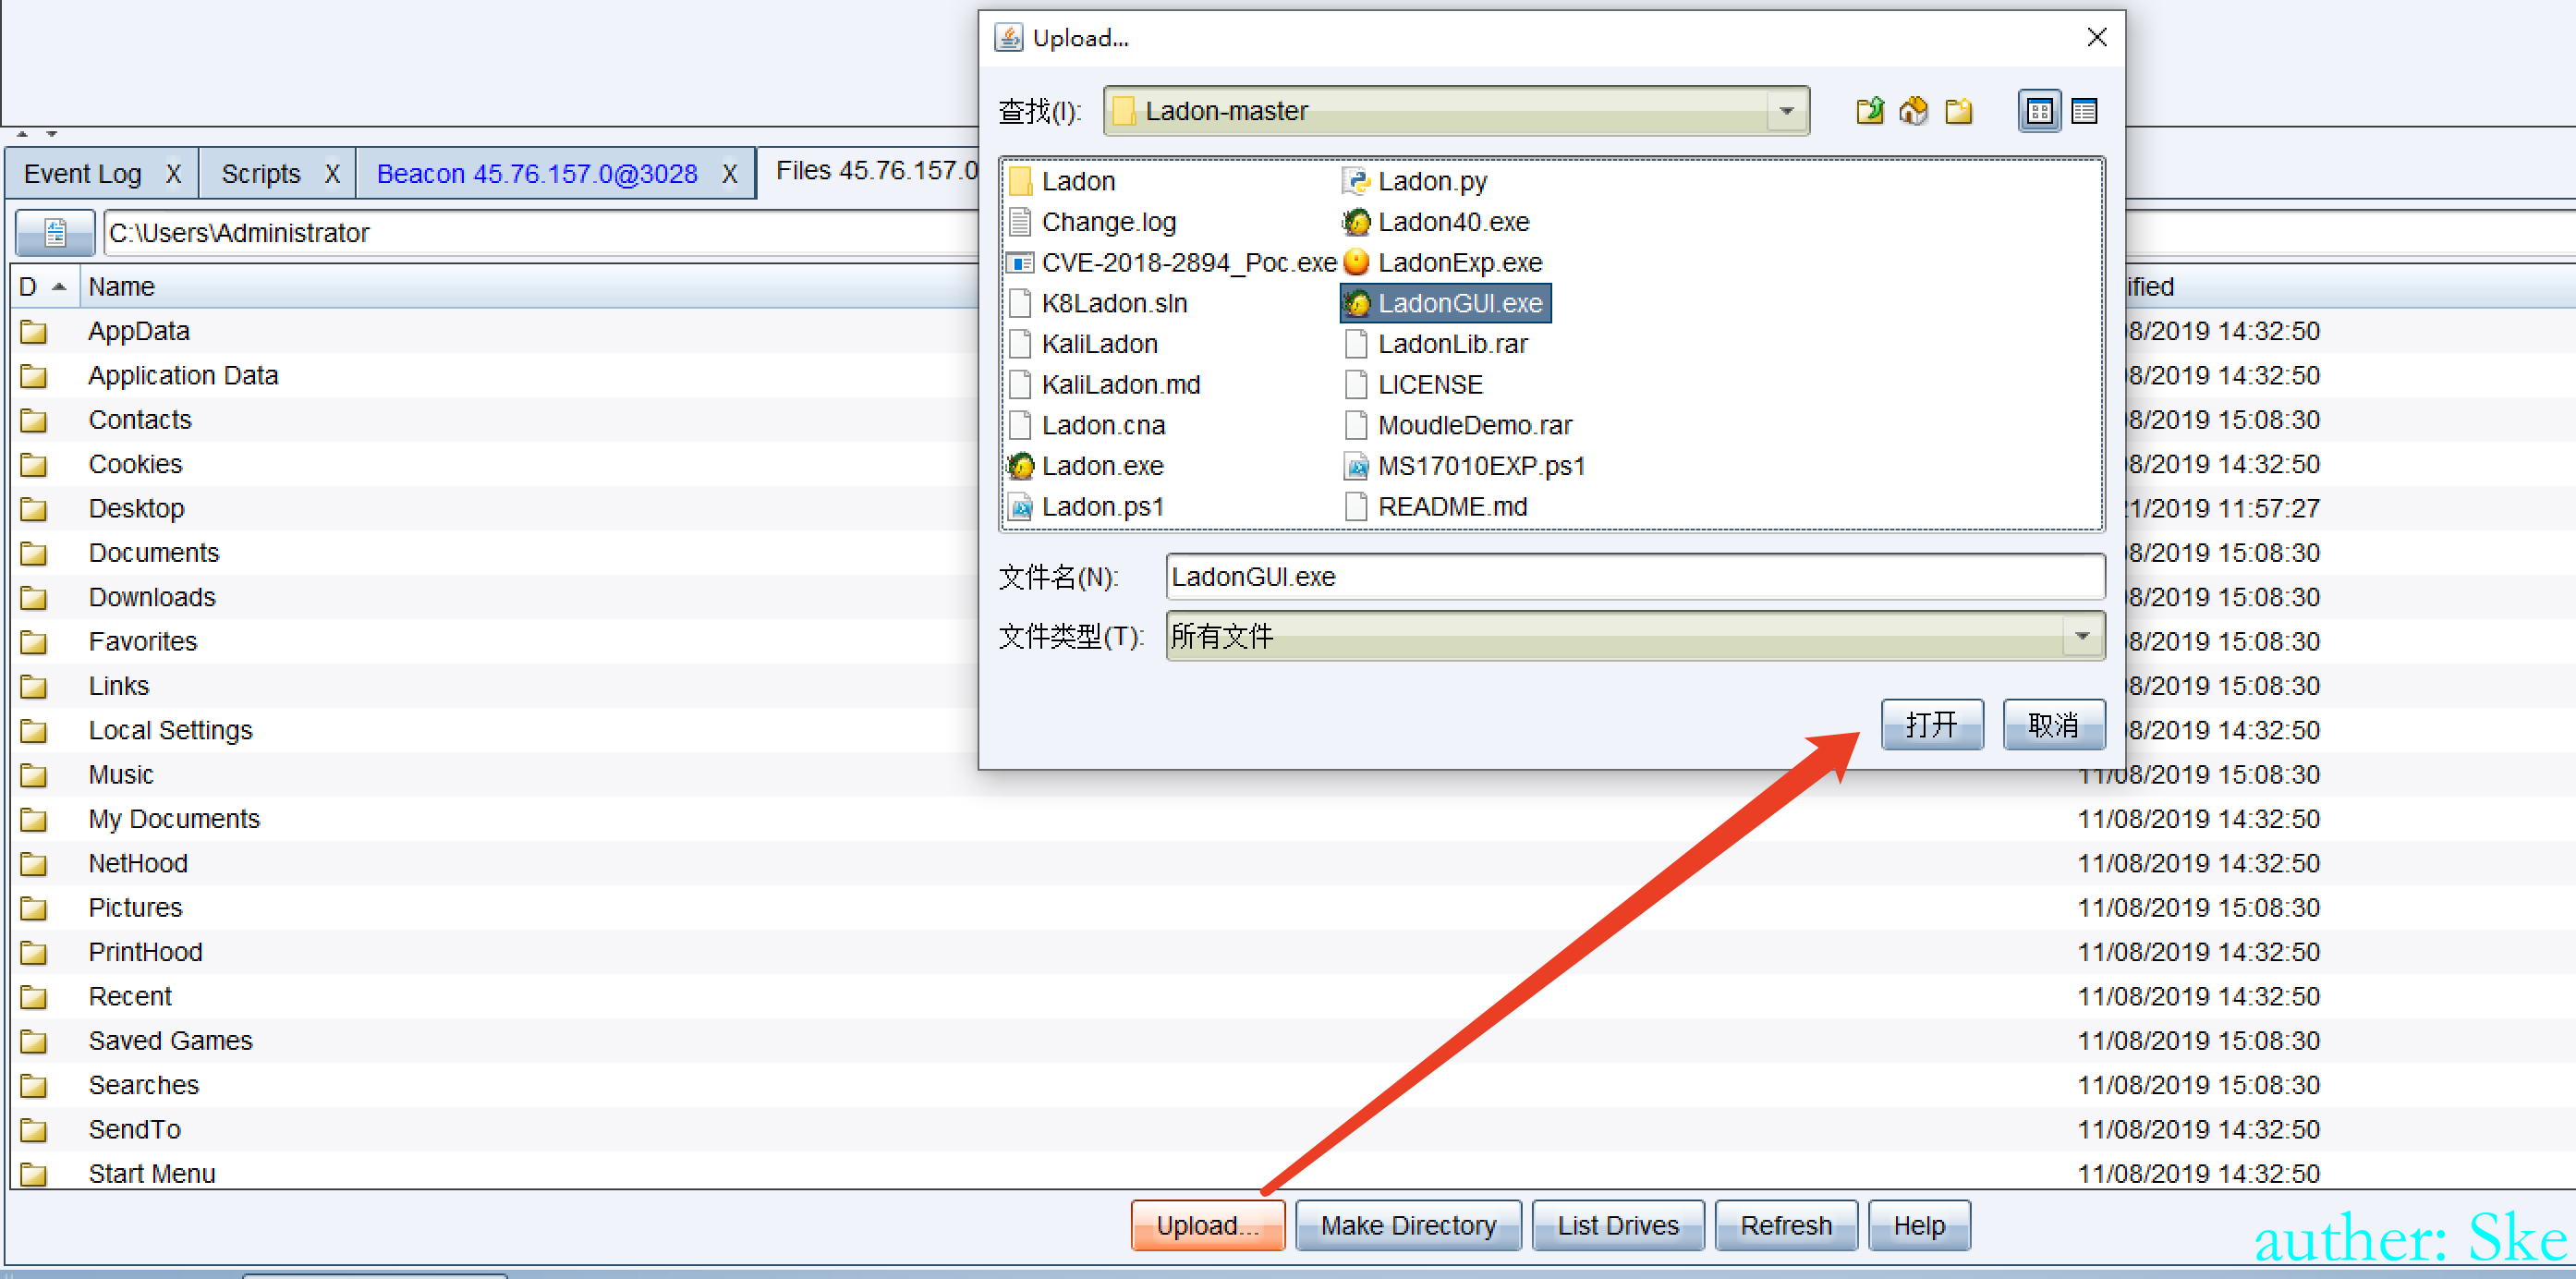 Upload...
查找(I):
Ladon-master
Event Log X
Scripts X
Beacon 45.76.157.0@3028 X
Files 45.76.157.0
C:\Users\Administrator
Ladon
Change.log
CVE-2018-2894_Poc.exe
K8Ladon.sln
KaliLadon
KaliLadon.md
Ladon.cna
Ladon.exe
Ladon.ps1
Ladon.py
Ladon40.exe
LadonExp.exe
LadonGUI.exe
LadonLib.rar
LICENSE
MoudleDemo.rar
MS17010EXP.ps1
README.md
文件名(N):
LadonGUI.exe
文件类型(T):
所有文件
打开
取消
D Name ified
AppData 8/2019 14:32:50
Application Data 8/2019 14:32:50
Contacts 8/2019 15:08:30
Cookies 8/2019 14:32:50
Desktop 1/2019 11:57:27
Documents 8/2019 15:08:30
Downloads 8/2019 15:08:30
Favorites 8/2019 15:08:30
Links 8/2019 15:08:30
Local Settings 8/2019 14:32:50
Music 11/08/2019 15:08:30
My Documents 11/08/2019 14:32:50
NetHood 11/08/2019 14:32:50
Pictures 11/08/2019 15:08:30
PrintHood 11/08/2019 14:32:50
Recent 11/08/2019 14:32:50
Saved Games 11/08/2019 15:08:30
Searches 11/08/2019 15:08:30
SendTo 11/08/2019 14:32:50
Start Menu 11/08/2019 14:32:50
Upload... Make Directory List Drives Refresh Help
auther: Ske